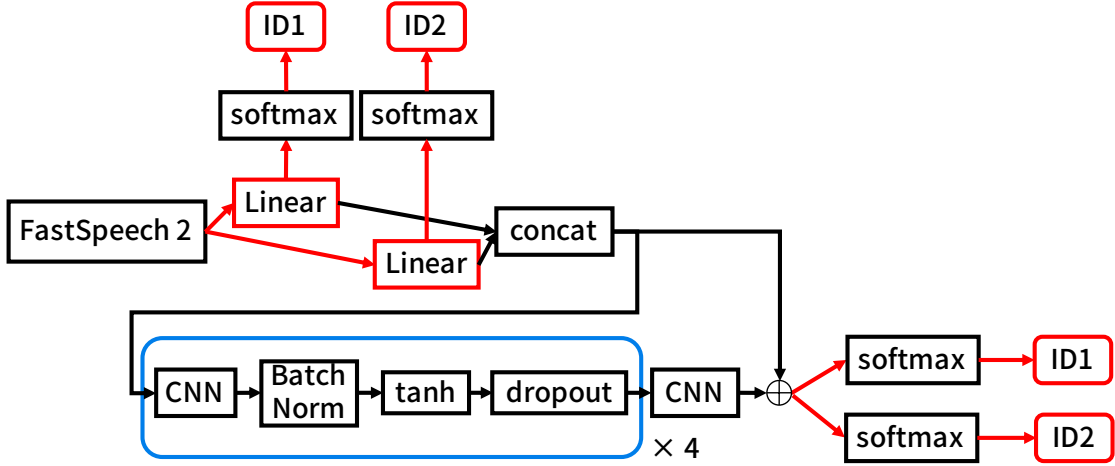 ID1
ID2
softmax
softmax
FastSpeech 2
Linear
Linear
concat
CNN
Batch
Norm
tanh
dropout
× 4
CNN
softmax
ID1
softmax
ID2